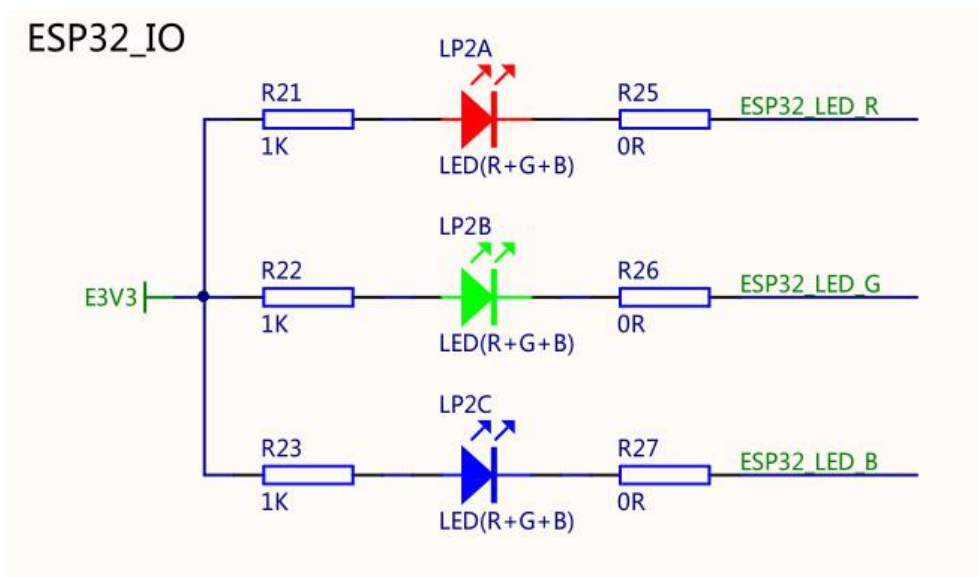 ESP32_IO
LP2A
R21
R25
ESP32_LED_R
1K
LED(R+G+B)
0R
LP2B
R22
R26
ESP32_LED_G
E3V3
1K
LED(R+G+B)
0R
LP2C
R23
R27
ESP32_LED_B
1K
LED(R+G+B)
0R